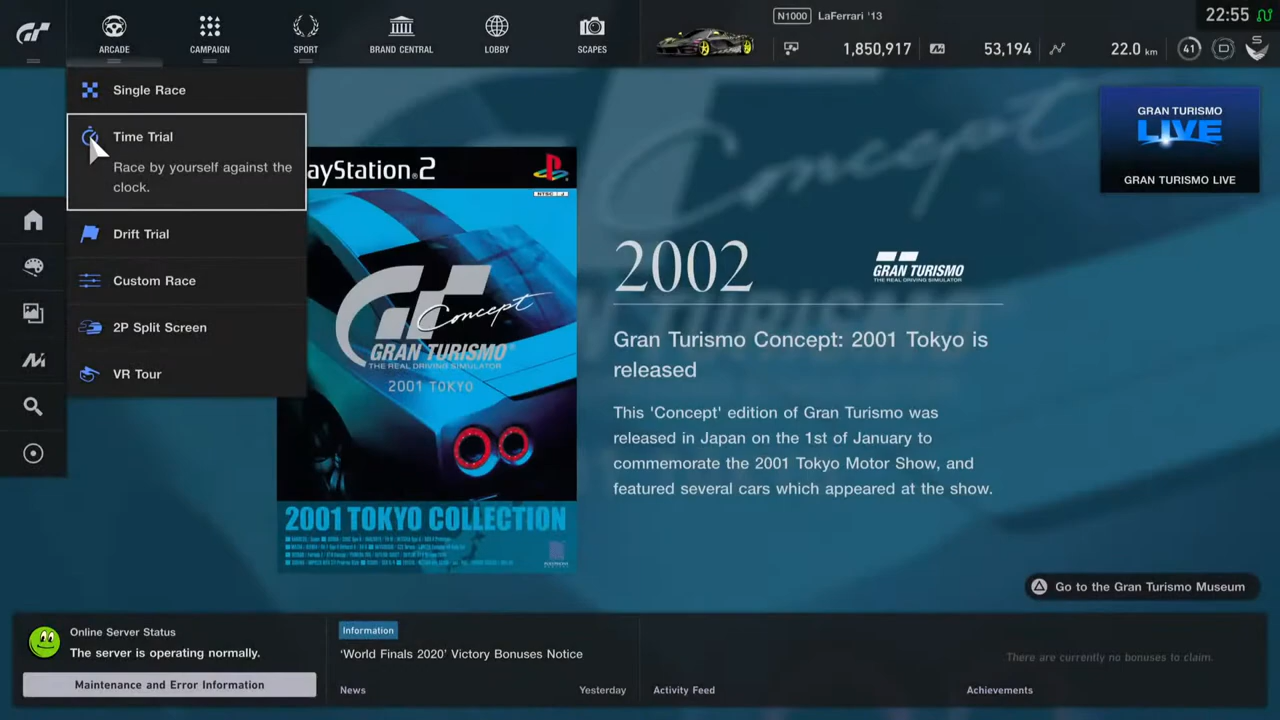 ARCADE
CAMPAIGN
SPORT
BRAND CENTRAL
LOBBY
SCAPES
N1000 LaFerrari '13
1,850,917
53,194
22.0 km
41
S
22:55
Single Race
Time Trial
Race by yourself against the
clock.
Drift Trial
Custom Race
2P Split Screen
VR Tour
ayStation®2
NTSC J
GT Concept
GRAN TURISMO®
THE REAL DRIVING SIMULATOR
2001 TOKYO
2001 TOKYO COLLECTION
2002
GRAN TURISMO
THE REAL DRIVING SIMULATOR
Gran Turismo Concept: 2001 Tokyo is
released
This 'Concept' edition of Gran Turismo was
released in Japan on the 1st of January to
commemorate the 2001 Tokyo Motor Show, and
featured several cars which appeared at the show.
GRAN TURISMO
LIVE
GRAN TURISMO LIVE
Go to the Gran Turismo Museum
Online Server Status
The server is operating normally.
Maintenance and Error Information
Information
‘World Finals 2020’ Victory Bonuses Notice
News
Yesterday
Activity Feed
There are currently no bonuses to claim.
Achievements